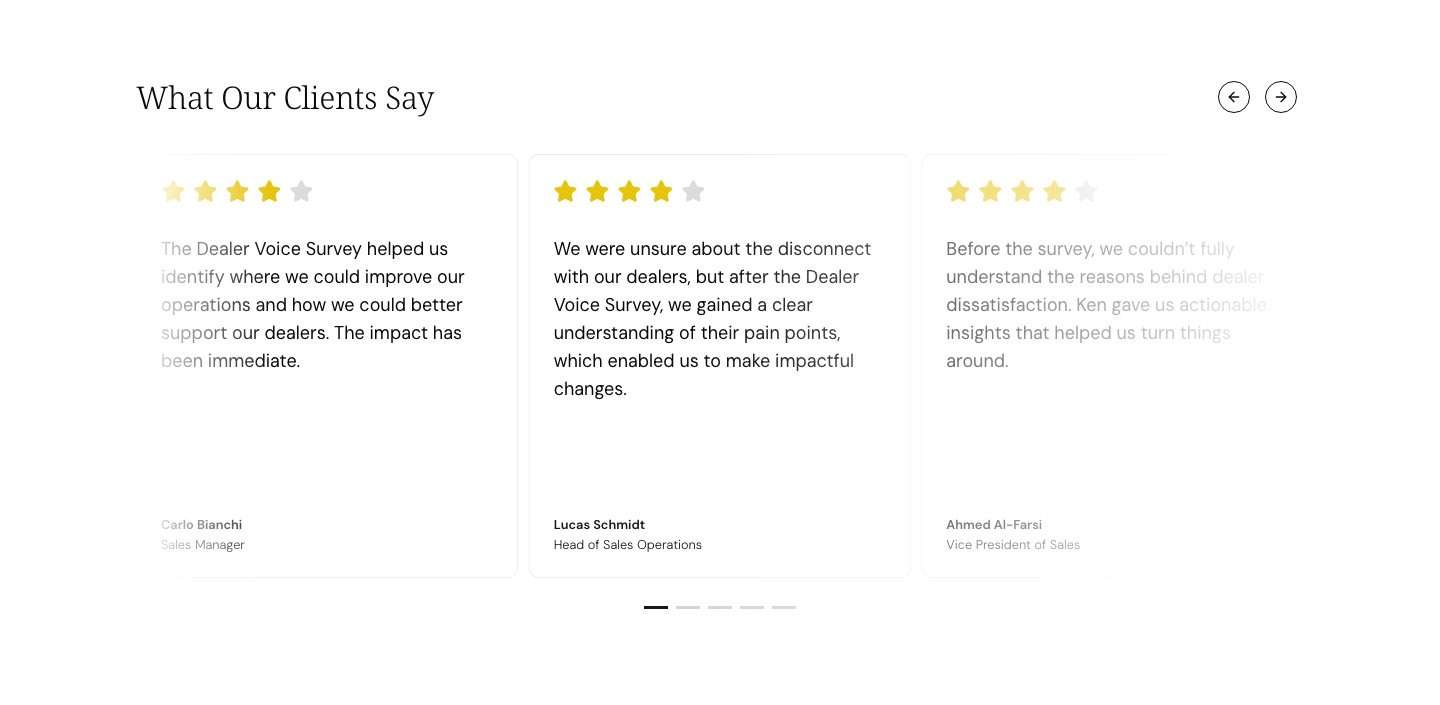 What Our Clients Say
The Dealer Voice Survey helped us
identify where we could improve our
operations and how we could better
support our dealers. The impact has
been immediate.
Carlo Bianchi
Sales Manager
We were unsure about the disconnect
with our dealers, but after the Dealer
Voice Survey, we gained a clear
understanding of their pain points,
which enabled us to make impactful
changes.
Lucas Schmidt
Head of Sales Operations
Before the survey, we couldn’t fully
understand the reasons behind dealer
dissatisfaction. Ken gave us actionable
insights that helped us turn things
around.
Ahmed Al-Farsi
Vice President of Sales